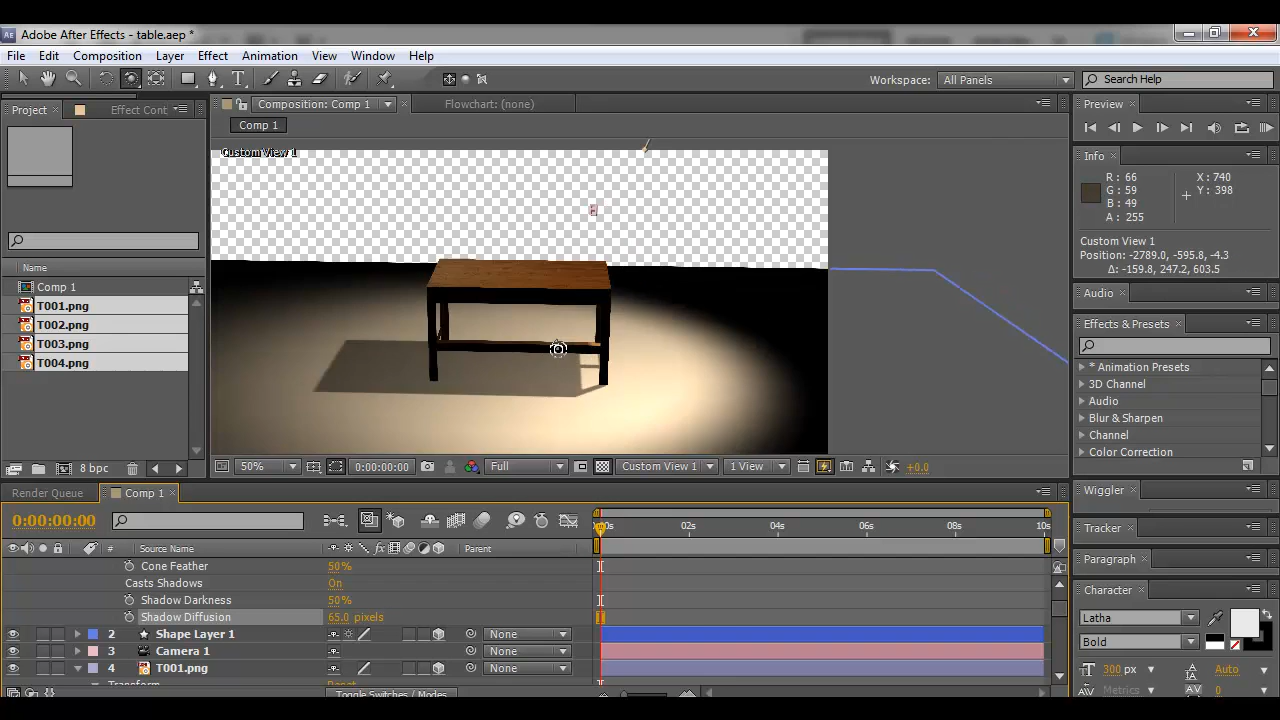 Adobe After Effects - table.aep *
File Edit Composition Layer Effect Animation View Window Help
Workspace: All Panels Search Help
Project Effect Cont
Composition: Comp 1 Flowchart: (none)
Comp 1
Custom View 1
Name
Comp 1
T001.png
T002.png
T003.png
T004.png
8 bpc
50% 0:00:00:00 Full Custom View 1 1 View +0.0
Preview
Info
R : 66
G : 59
B : 49
A : 255
X : 740
Y : 398
Custom View 1
Position: -2789.0, -595.8, -4.3
Δ: -159.8, 247.2, 603.5
Audio
Effects & Presets
* Animation Presets
3D Channel
Audio
Blur & Sharpen
Channel
Color Correction
Wiggler
Tracker
Paragraph
Character
Latha
Bold
300 px Auto
Metrics 0
Render Queue Comp 1
0:00:00:00
# Source Name Parent
02s 04s 06s 08s 10s
Cone Feather 50%
Casts Shadows On
Shadow Darkness 50%
Shadow Diffusion 65.0 pixels
2 Shape Layer 1 None
3 Camera 1 None
4 T001.png None
Transform Reset
Toggle Switches / Modes